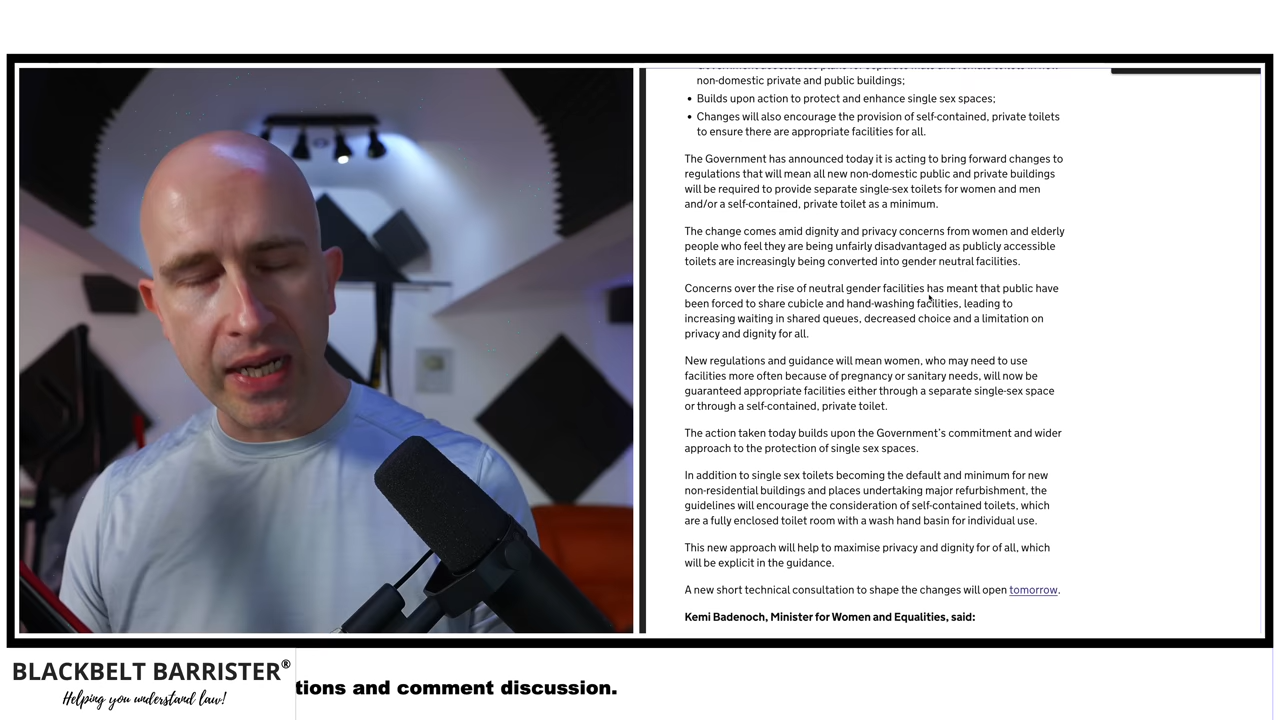 non-domestic private and public buildings;
• Builds upon action to protect and enhance single sex spaces;
• Changes will also encourage the provision of self-contained, private toilets
to ensure there are appropriate facilities for all.
The Government has announced today it is acting to bring forward changes to
regulations that will mean all new non-domestic public and private buildings
will be required to provide separate single-sex toilets for women and men
and/or a self-contained, private toilet as a minimum.
The change comes amid dignity and privacy concerns from women and elderly
people who feel they are being unfairly disadvantaged as publicly accessible
toilets are increasingly being converted into gender neutral facilities.
Concerns over the rise of neutral gender facilities has meant that public have
been forced to share cubicle and hand-washing facilities, leading to
increasing waiting in shared queues, decreased choice and a limitation on
privacy and dignity for all.
New regulations and guidance will mean women, who may need to use
facilities more often because of pregnancy or sanitary needs, will now be
guaranteed appropriate facilities either through a separate single-sex space
or through a self-contained, private toilet.
The action taken today builds upon the Government's commitment and wider
approach to the protection of single sex spaces.
In addition to single sex toilets becoming the default and minimum for new
non-residential buildings and places undertaking major refurbishment, the
guidelines will encourage the consideration of self-contained toilets, which
are a fully enclosed toilet room with a wash hand basin for individual use.
This new approach will help to maximise privacy and dignity for of all, which
will be explicit in the guidance.
A new short technical consultation to shape the changes will open tomorrow.
Kemi Badenoch, Minister for Women and Equalities, said:
BLACKBELT BARRISTER®
Helping you understand law!
tions and comment discussion.